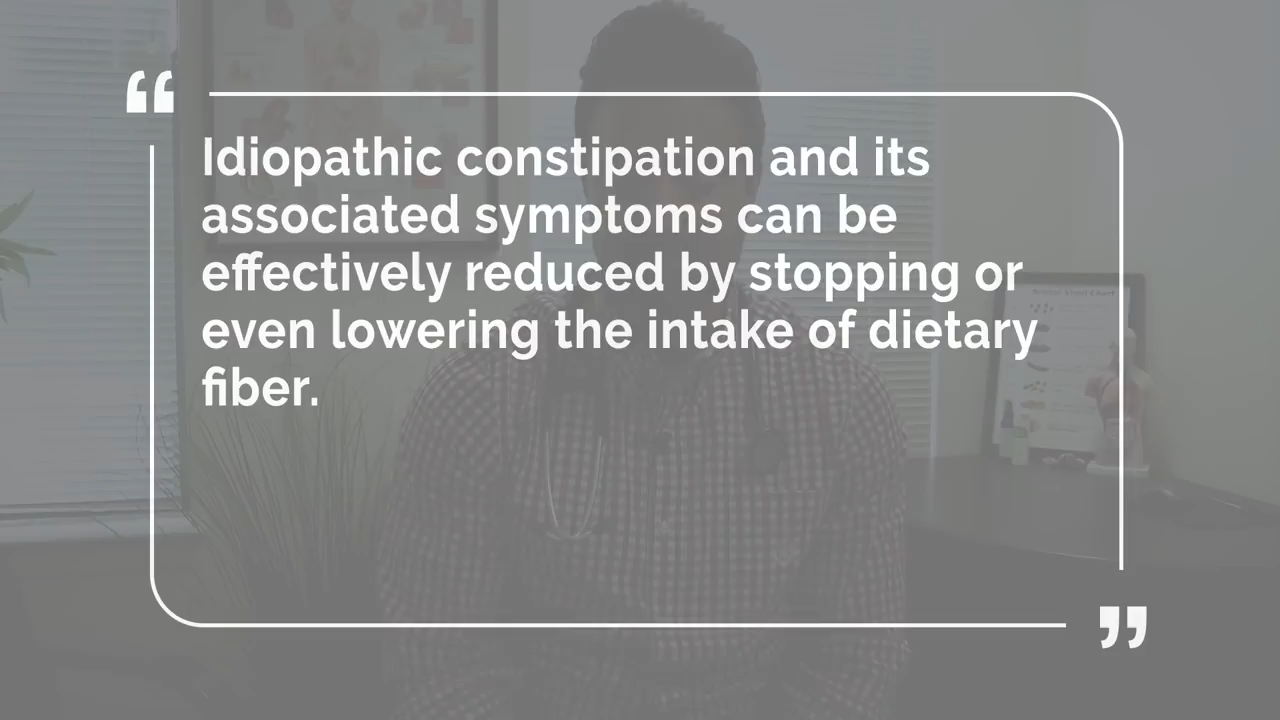 “
Idiopathic constipation and its
associated symptoms can be
effectively reduced by stopping or
even lowering the intake of dietary
fiber.
”